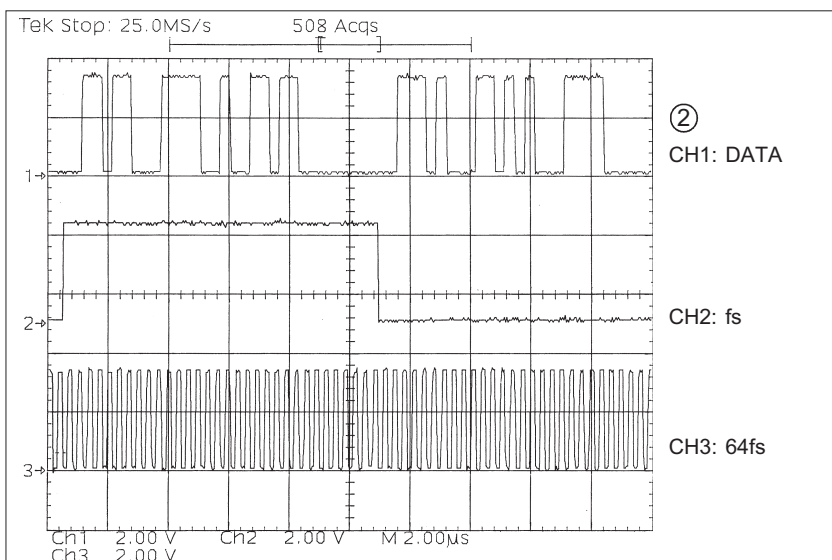 Tek Stop: 25.0MS/s 508 Acqs
②
CH1: DATA
1
CH2: fs
2
CH3: 64fs
3
Ch1 2.00 V Ch2 2.00 V M 2.00μs
Ch3 2.00 V